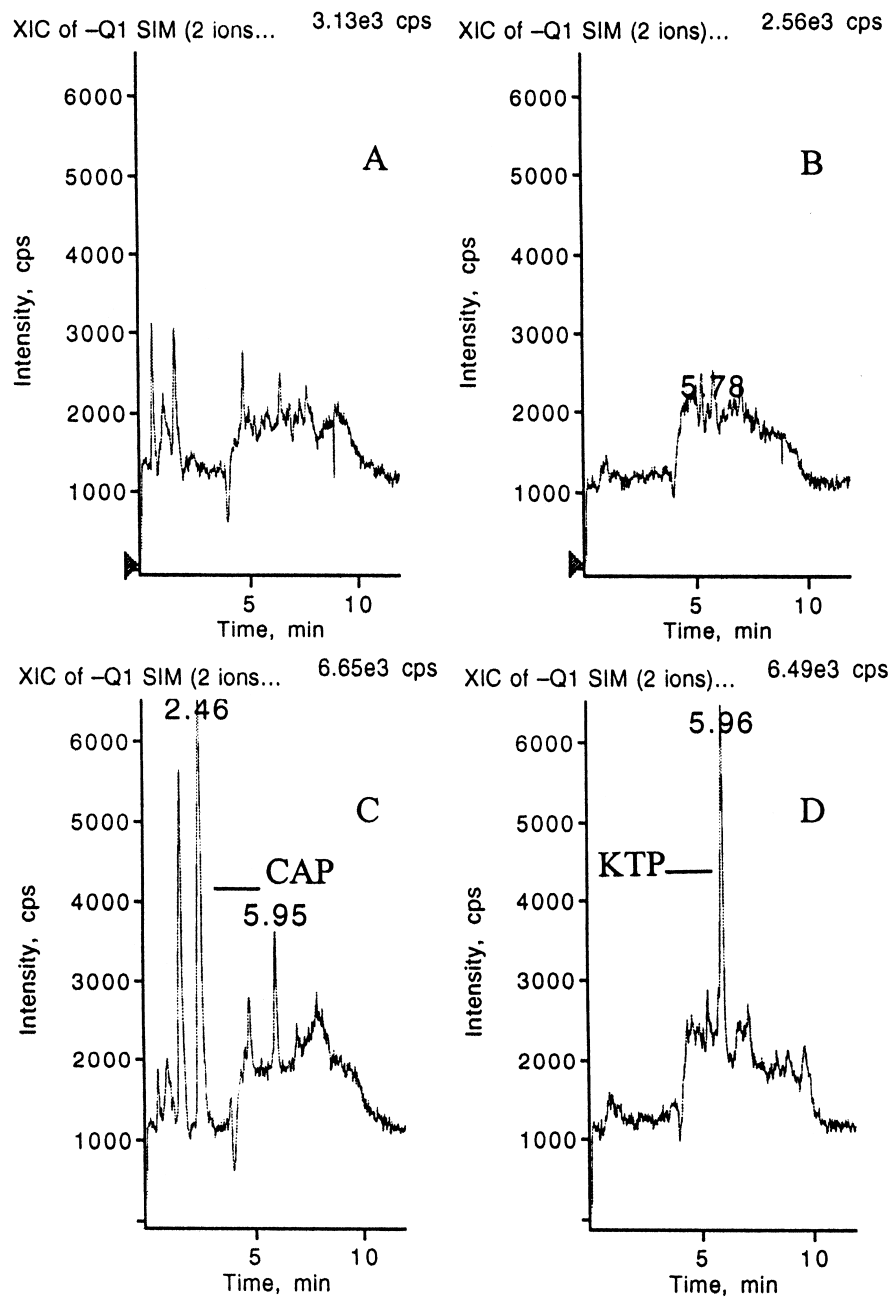 XIC of –Q1 SIM (2 ions... 3.13e3 cps
6000
5000
4000
3000
2000
1000
Intensity, cps
A
5 10
Time, min
XIC of –Q1 SIM (2 ions)... 2.56e3 cps
6000
5000
4000
3000
2000
1000
Intensity, cps
B
5.78
5 10
Time, min
XIC of –Q1 SIM (2 ions... 6.65e3 cps
2.46
6000
5000
4000
3000
2000
1000
Intensity, cps
C
CAP
5.95
5 10
Time, min
XIC of –Q1 SIM (2 ions)... 6.49e3 cps
5.96
6000
5000
4000
3000
2000
1000
Intensity, cps
D
KTP
5 10
Time, min